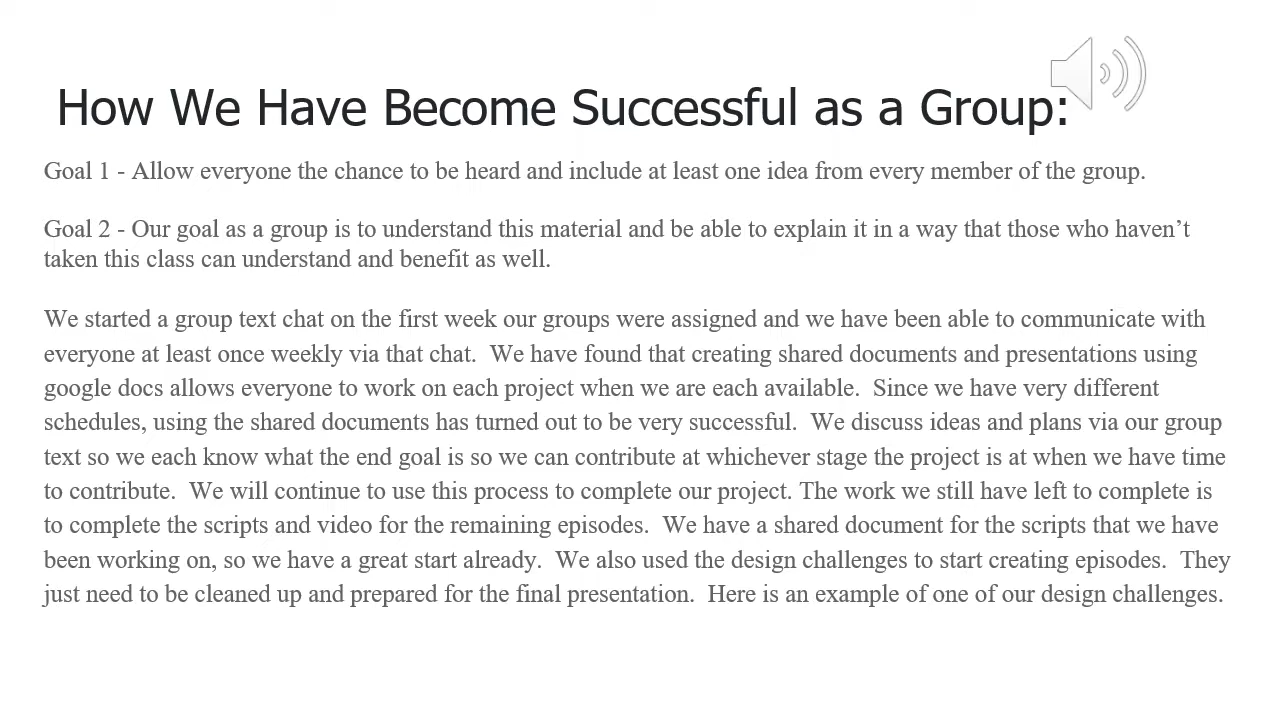 How We Have Become Successful as a Group:
Goal 1 - Allow everyone the chance to be heard and include at least one idea from every member of the group.
Goal 2 - Our goal as a group is to understand this material and be able to explain it in a way that those who haven’t
taken this class can understand and benefit as well.
We started a group text chat on the first week our groups were assigned and we have been able to communicate with
everyone at least once weekly via that chat.  We have found that creating shared documents and presentations using
google docs allows everyone to work on each project when we are each available.  Since we have very different
schedules, using the shared documents has turned out to be very successful.  We discuss ideas and plans via our group
text so we each know what the end goal is so we can contribute at whichever stage the project is at when we have time
to contribute.  We will continue to use this process to complete our project. The work we still have left to complete is
to complete the scripts and video for the remaining episodes.  We have a shared document for the scripts that we have
been working on, so we have a great start already.  We also used the design challenges to start creating episodes.  They
just need to be cleaned up and prepared for the final presentation.  Here is an example of one of our design challenges.